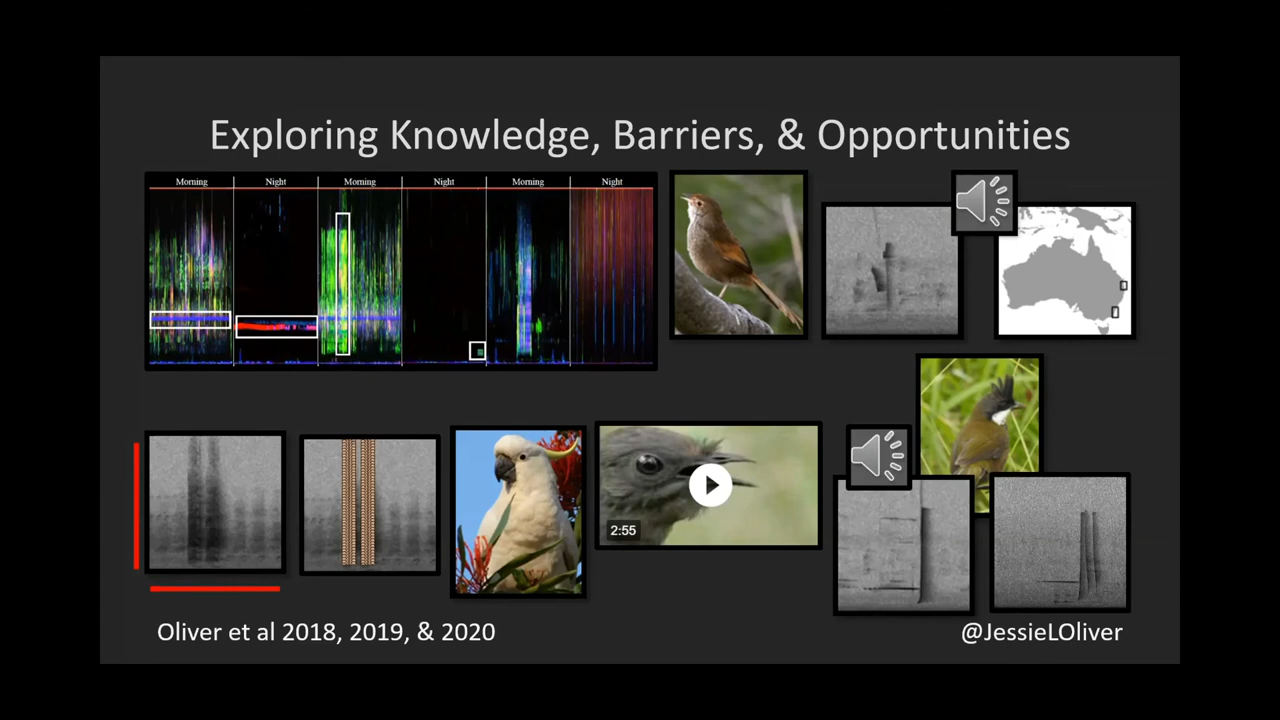 Exploring Knowledge, Barriers, & Opportunities
Morning Night Morning Night Morning Night
2:55
Oliver et al 2018, 2019, & 2020
@JessieLOliver